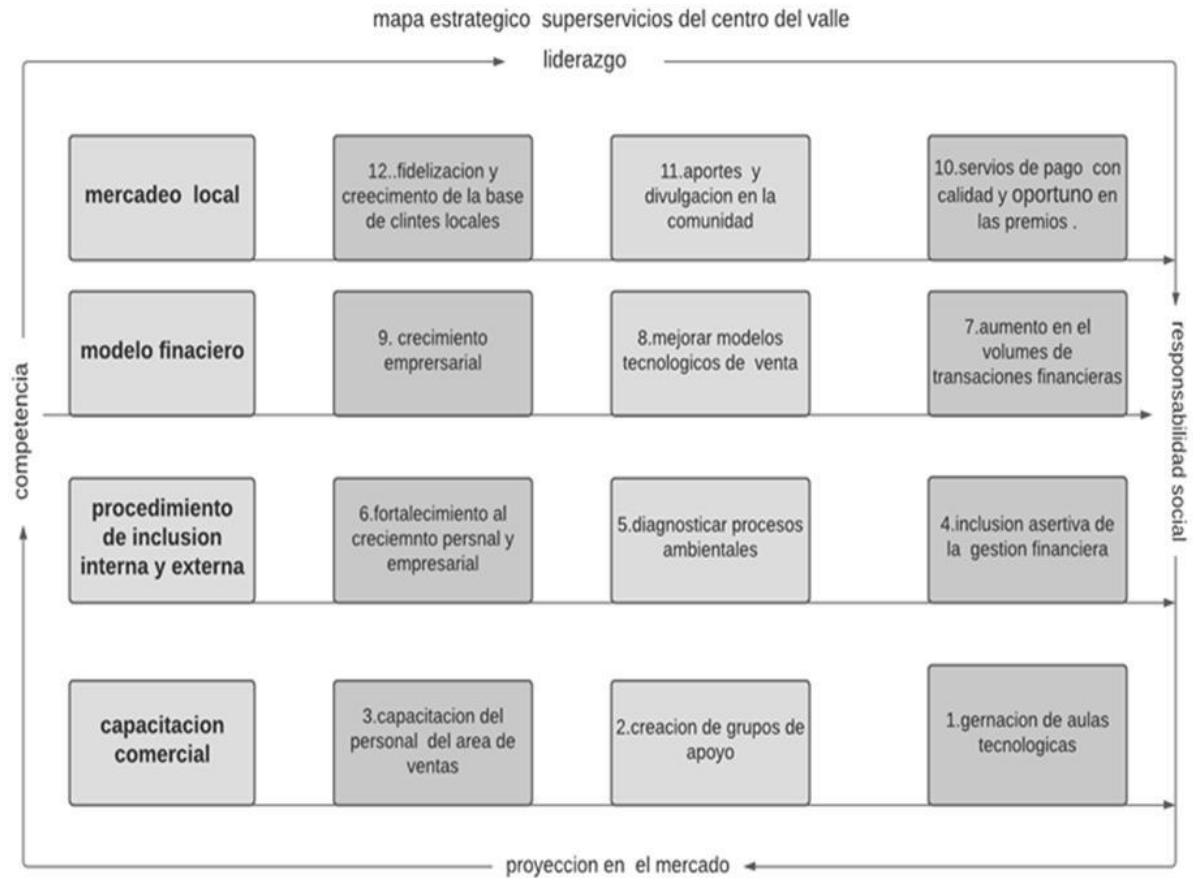 mapa estrategico superservicios del centro del valle
liderazgo
mercadeo local
12..fidelizacion y
creecimento de la base
de clintes locales
11.aportes y
divulgacion en la
comunidad
10.servios de pago con
calidad y oportuno en
las premios .
modelo finaciero
9. crecimiento
emprersarial
8.mejorar modelos
tecnologicos de venta
7.aumento en el
volumes de
transaciones financieras
competencia
responsabilidad social
procedimiento
de inclusion
interna y externa
6.fortalecimiento al
creciemnto persnal y
empresarial
5.diagnosticar procesos
ambientales
4.inclusion asertiva de
la gestion financiera
capacitacion
comercial
3.capacitacion del
personal del area de
ventas
2.creacion de grupos de
apoyo
1.gernacion de aulas
tecnologicas
proyeccion en el mercado